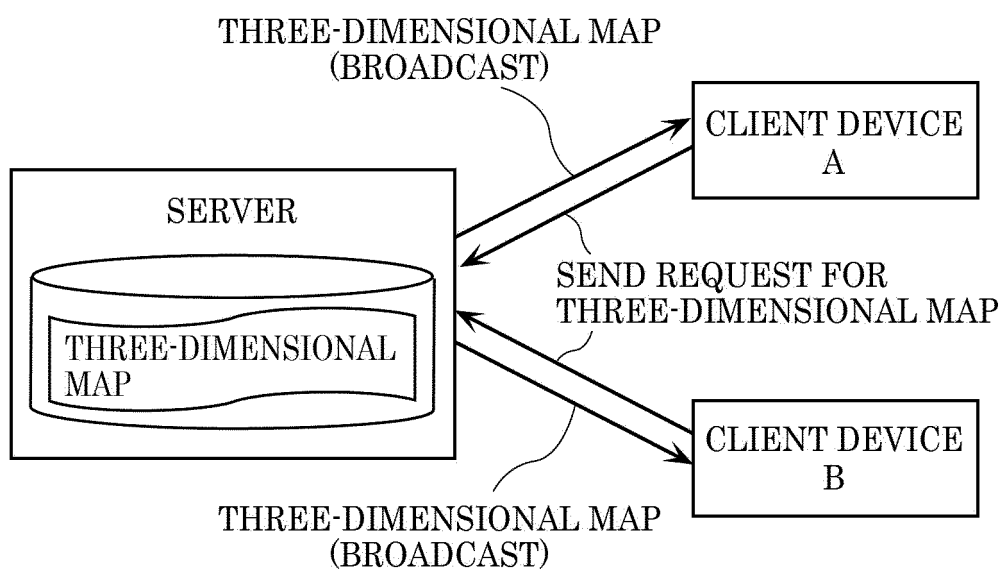 THREE-DIMENSIONAL MAP
(BROADCAST)
CLIENT DEVICE
A
SERVER
SEND REQUEST FOR
THREE-DIMENSIONAL MAP
THREE-DIMENSIONAL
MAP
CLIENT DEVICE
B
THREE-DIMENSIONAL MAP
(BROADCAST)